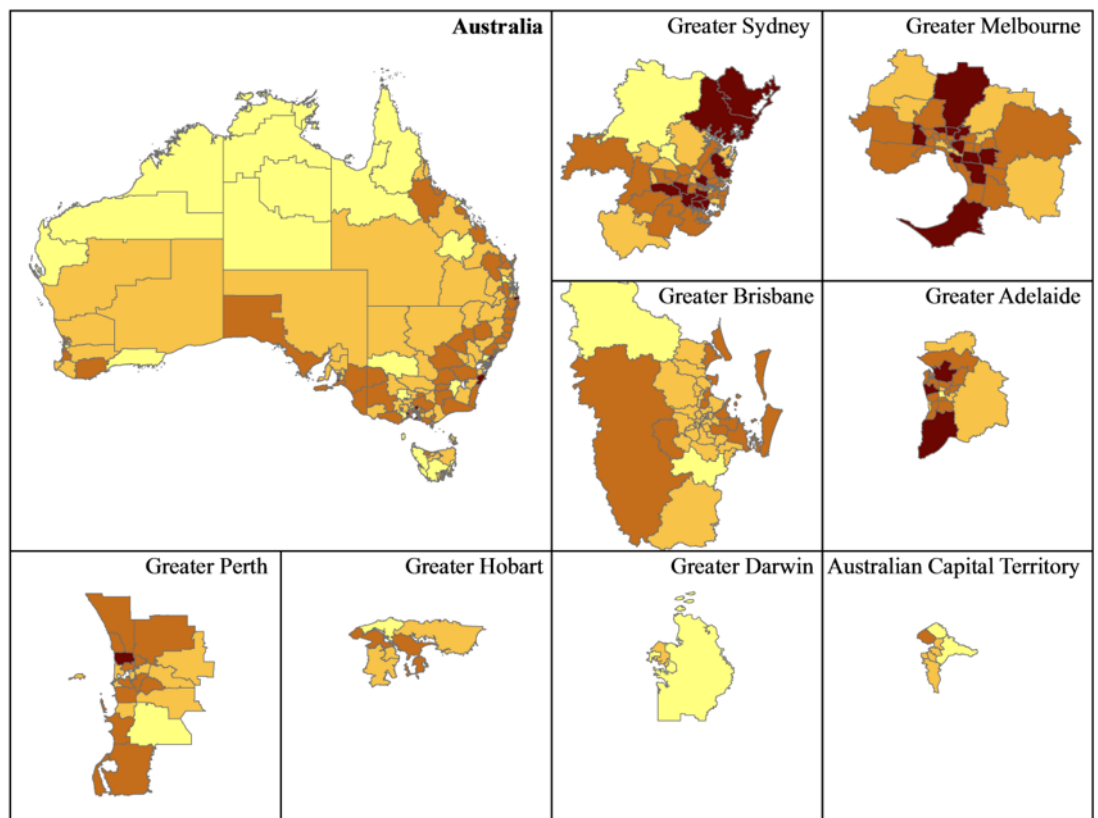 Australia
Greater Sydney
Greater Melbourne
Greater Brisbane
Greater Adelaide
Greater Perth
Greater Hobart
Greater Darwin
Australian Capital Territory